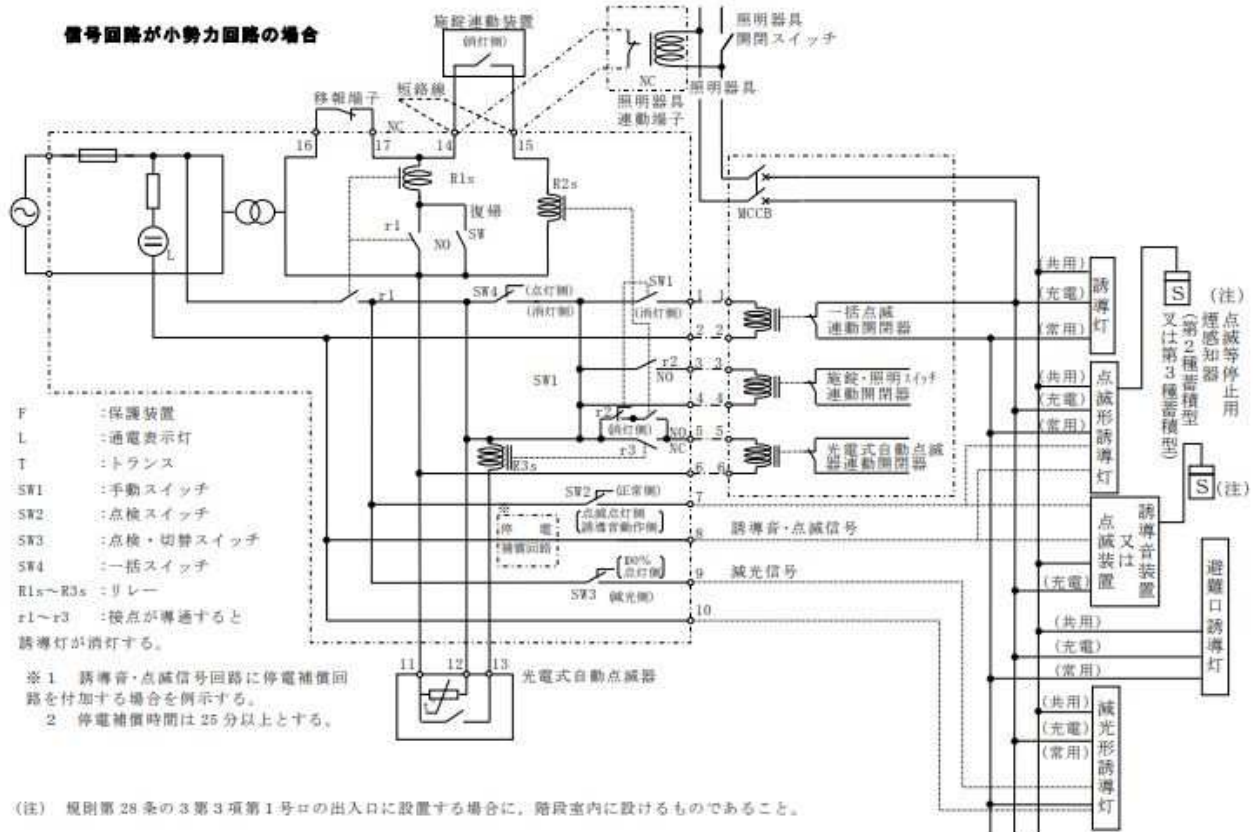 信号回路が小勢力回路の場合
施錠連動装置
(消灯側)
照明器具
開閉スイッチ
NC
照明器具
照明器具
連動端子
移報端子
短絡線
NC
16
17
14
15
R1s
R2s
復帰
SW
r1
NO
MCCB
L
r1
SW4
(点灯側)
(消灯側)
SW1
(消灯側)
1 1
2 2
一括点滅
連動開閉器
r2
NO
3 3
4 4
施錠・照明スイッチ
連動開閉器
SW1
r2
(消灯側)
NO
NC
r3
5 5
6 6
光電式自動点滅
器連動開閉器
R3s
SW2
(正常側)
点滅点灯側
誘導音動作側
7
8
誘導音・点滅信号
※
停電
補償回路
100%
点灯側
SW3
(減光側)
9
減光信号
10
11
12
13
光電式自動点滅器
F :保護装置
L :通電表示灯
T :トランス
SW1 :手動スイッチ
SW2 :点検スイッチ
SW3 :点検・切替スイッチ
SW4 :一括スイッチ
R1s～R3s :リレー
r1～r3 :接点が導通すると
誘導灯が消灯する。
※1 誘導音・点滅信号回路に停電補償回
路を付加する場合を例示する。
2 停電補償時間は25分以上とする。
(共用)
(充電)
(常用)
誘導灯
(共用)
(充電)
(常用)
点滅形誘導灯
S
(注)
点滅等停止用
煙感知器
(第2種蓄積型
又は第3種蓄積型)
S
(注)
誘導音装置
又は
点滅装置
(充電)
(共用)
(充電)
(常用)
避難口誘導灯
(共用)
(充電)
(常用)
減光形誘導灯
(注) 規則第28条の3第3項第1号ロの出入口に設置する場合に，階段室内に設けるものであること。